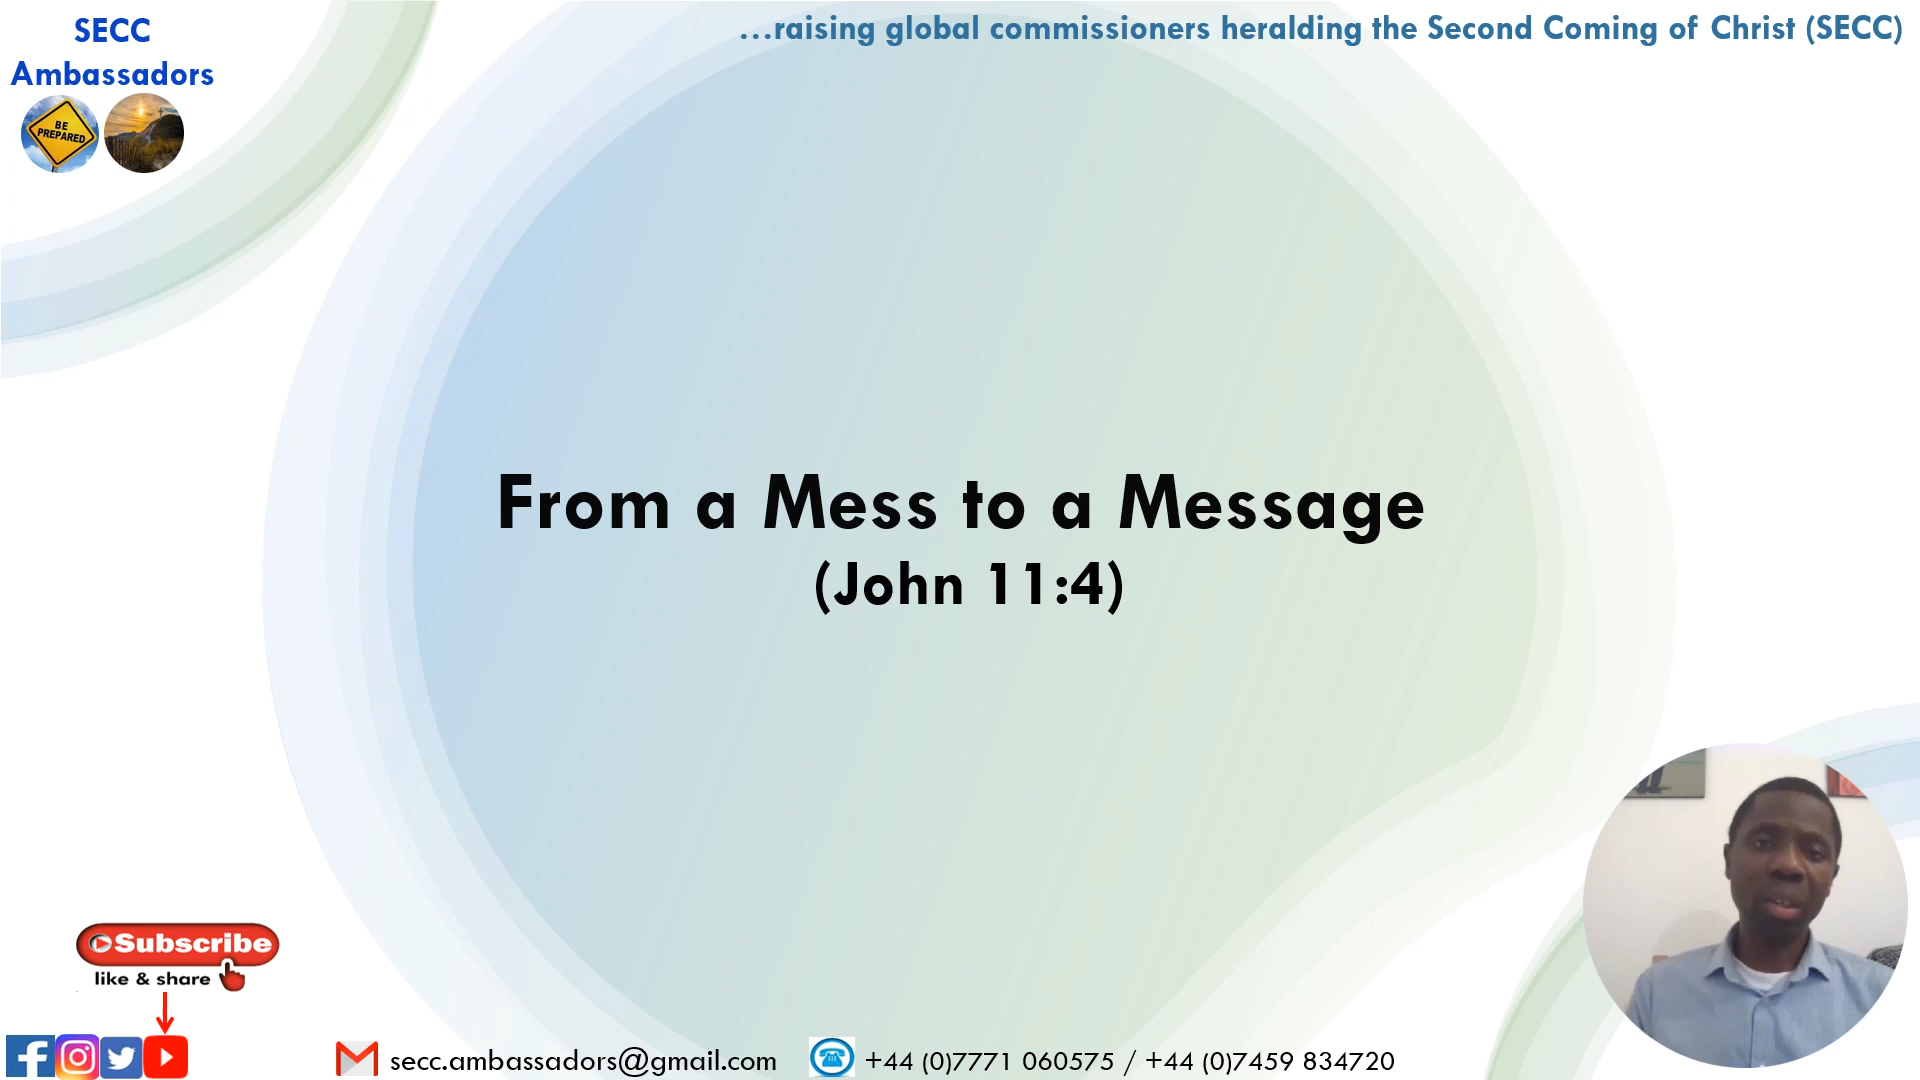 SECC
Ambassadors
BE
PREPARED
...raising global commissioners heralding the Second Coming of Christ (SECC)
From a Mess to a Message
(John 11:4)
Subscribe
like & share
secc.ambassadors@gmail.com
+44 (0)7771 060575 / +44 (0)7459 834720